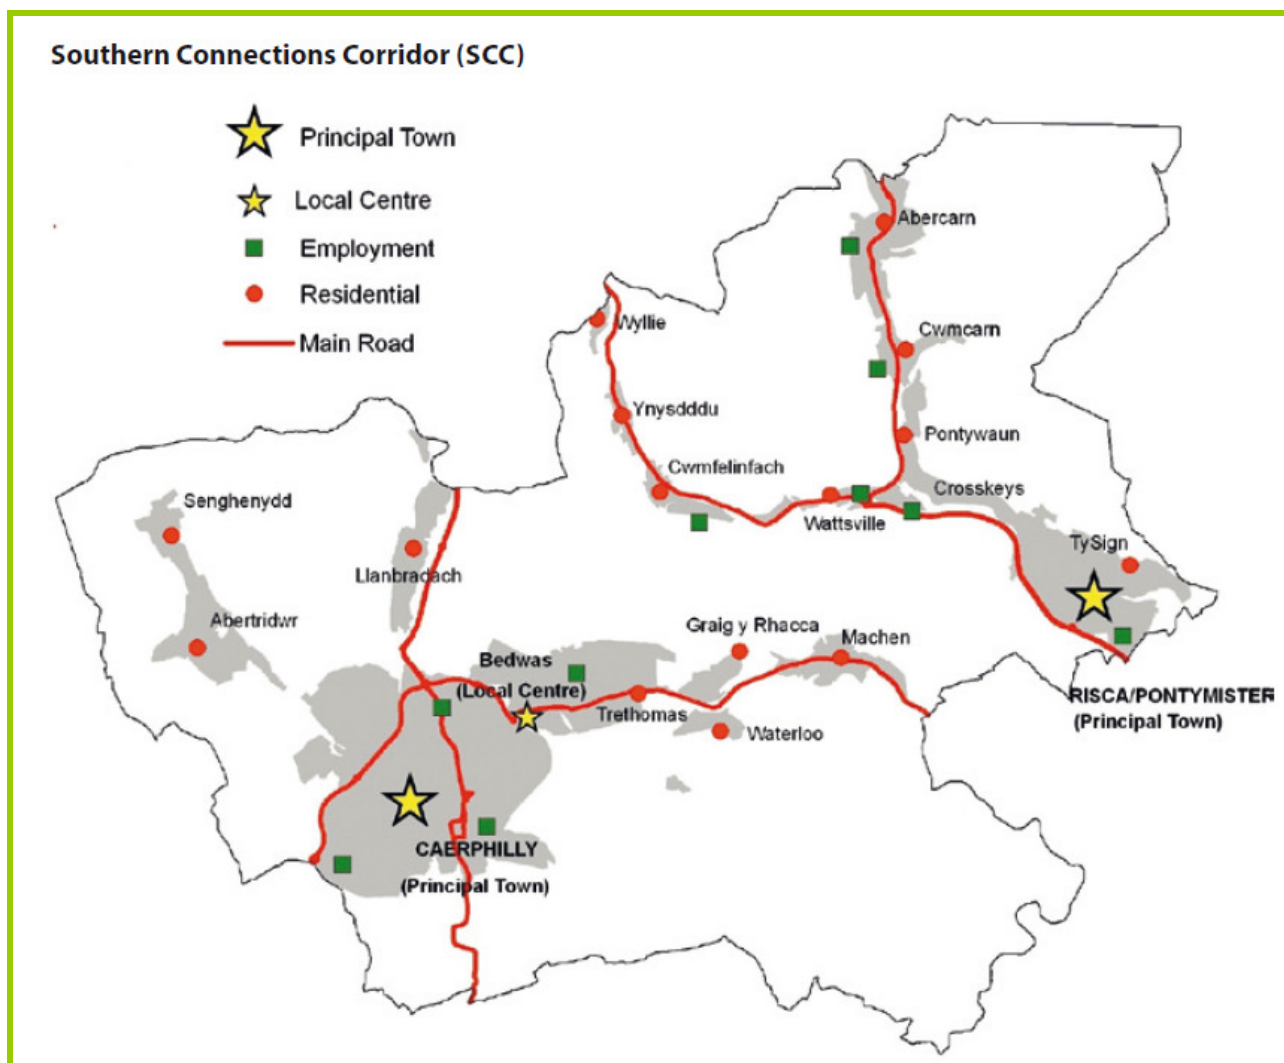 Southern Connections Corridor (SCC)
Principal Town
Local Centre
Employment
Residential
Main Road
Abercarn
Wyllie
Cwmcarn
Ynysdddu
Pontywaun
Cwmfelinfach
Crosskeys
Senghenydd
Wattsville
TySign
Llanbradach
Abertridwr
Graig y Rhacca
Machen
Bedwas
(Local Centre)
RISCA/PONTYMISTER
(Principal Town)
Trethomas
Waterloo
CAERPHILLY
(Principal Town)